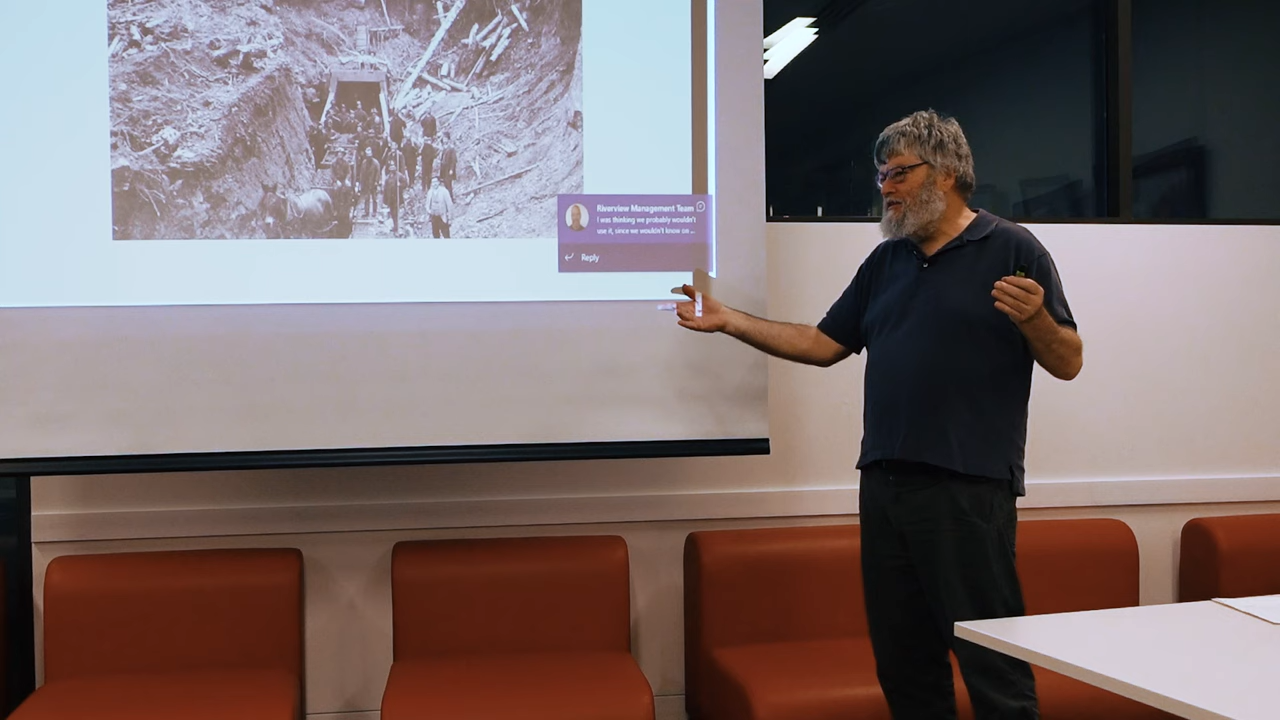 Riverview Management Team
I was thinking we probably wouldn't
use it, since we wouldn't know on ...
Reply